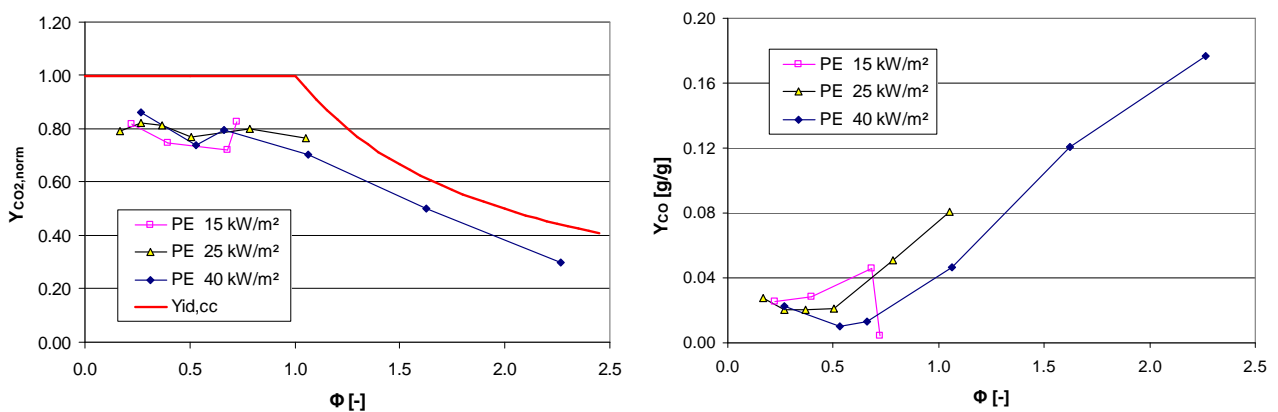 1.20
1.00
0.80
0.60
0.40
0.20
0.00
YCO2,norm
PE 15 kW/m²
PE 25 kW/m²
PE 40 kW/m²
Yid,cc
0.0 0.5 1.0 1.5 2.0 2.5
Φ [-]
0.20
0.16
0.12
0.08
0.04
0.00
YCO [g/g]
PE 15 kW/m²
PE 25 kW/m²
PE 40 kW/m²
0.0 0.5 1.0 1.5 2.0 2.5
Φ [-]